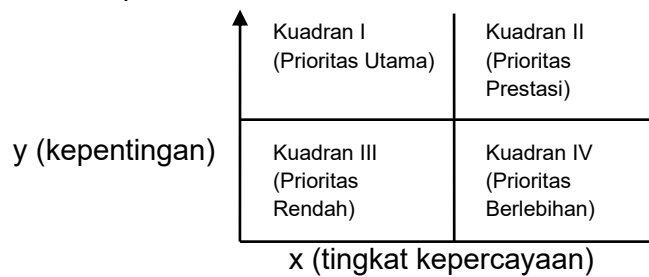 Kuadran I
(Prioritas Utama)
Kuadran II
(Prioritas
Prestasi)
y (kepentingan)
Kuadran III
(Prioritas
Rendah)
Kuadran IV
(Prioritas
Berlebihan)
x (tingkat kepercayaan)